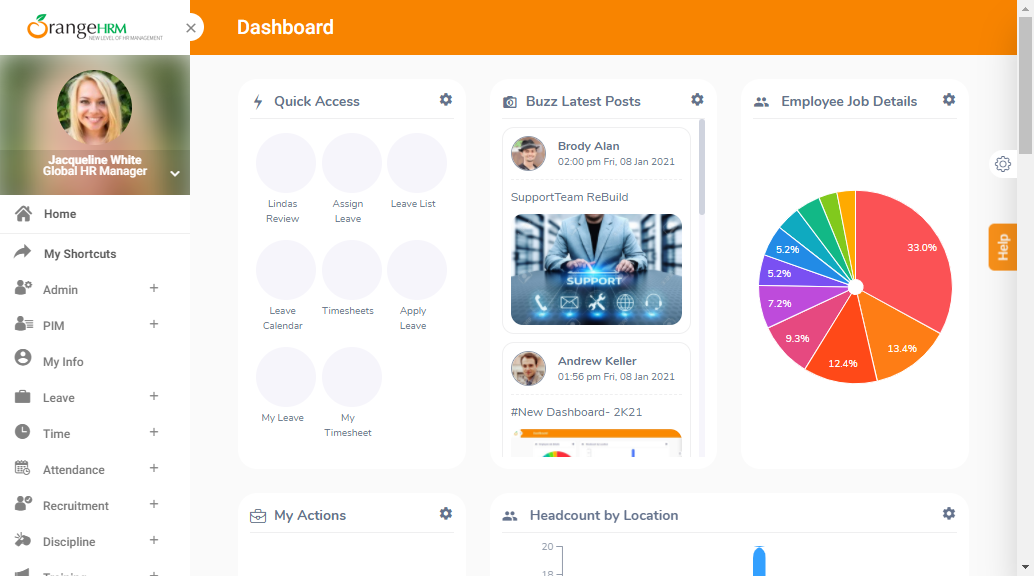 OrangeHRM
NEW LEVEL OF HR MANAGEMENT
Dashboard
Jacqueline White
Global HR Manager
Home
My Shortcuts
Admin
PIM
My Info
Leave
Time
Attendance
Recruitment
Discipline
Training
Quick Access
Lindas
Review
Assign
Leave
Leave List
Leave
Calendar
Timesheets
Apply
Leave
My Leave
My
Timesheet
Buzz Latest Posts
Brody Alan
02:00 pm Fri, 08 Jan 2021
SupportTeam ReBuild
SUPPORT
Andrew Keller
01:56 pm Fri, 08 Jan 2021
#New Dashboard- 2K21
Employee Job Details
33.0%
13.4%
12.4%
9.3%
7.2%
5.2%
5.2%
Help
My Actions
Headcount by Location
20
18